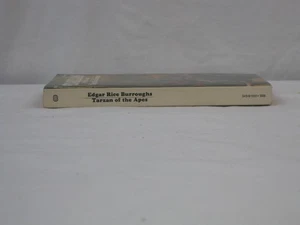 Edgar Rice Burroughs
Tarzan of the Apes